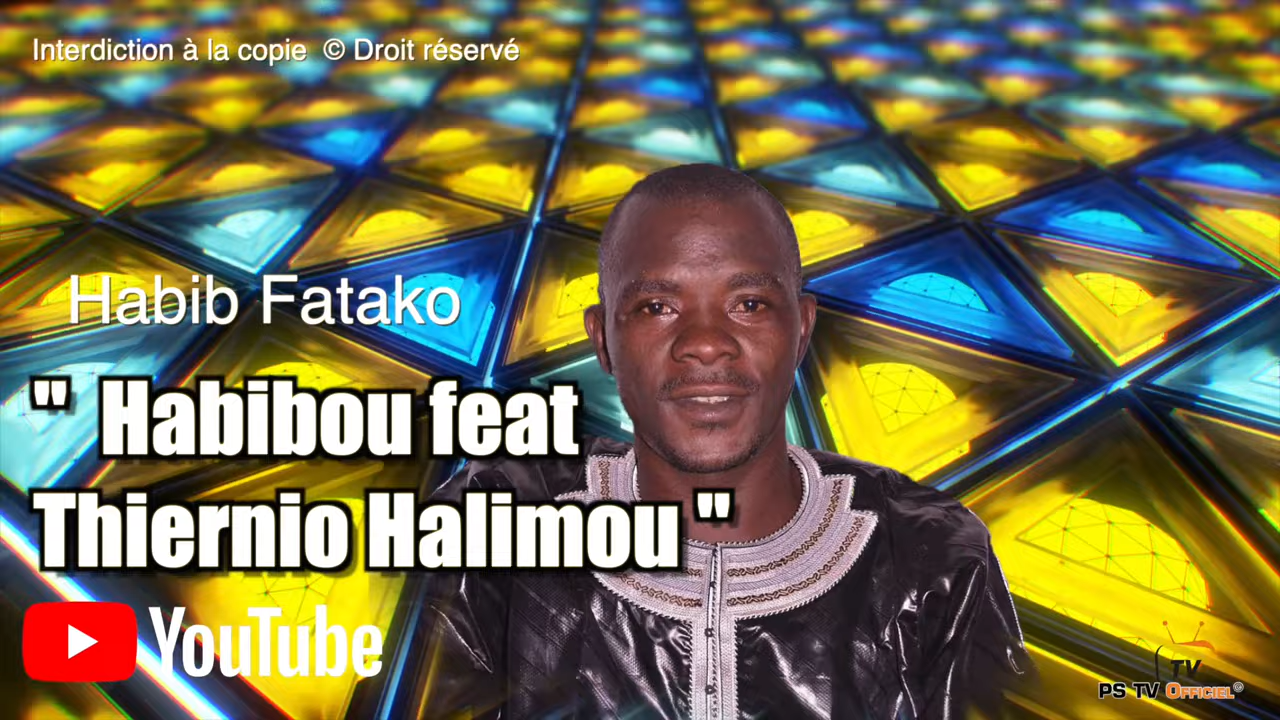 Interdiction à la copie © Droit réservé
Habib Fatako
" Habibou feat
Thiernio Halimou "
YouTube
TV
PS TV Officiel©